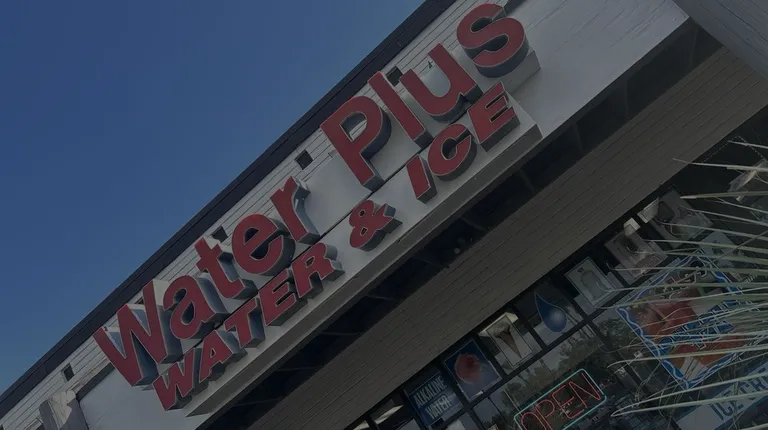 Water Plus
WATER & ICE
ALKALINE
WATER
OPEN